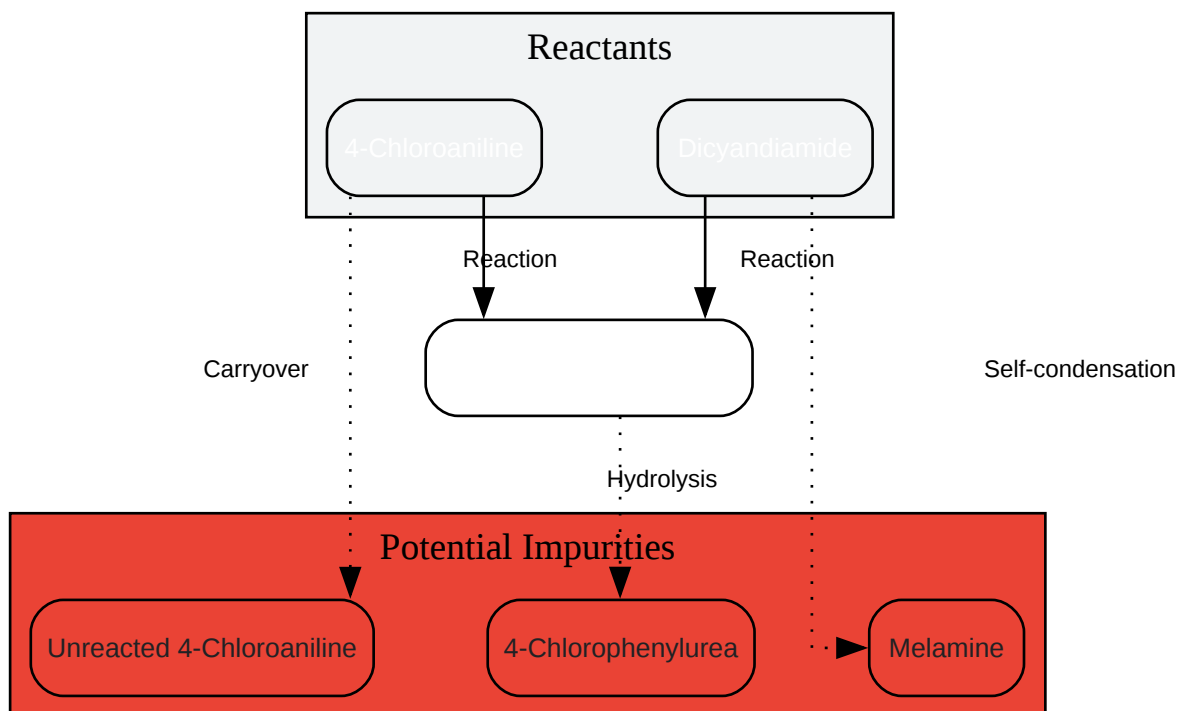 Reactants
4-Chloroaniline
Dicyandiamide
Reaction
Reaction
Carryover
Self-condensation
Hydrolysis
Potential Impurities
Unreacted 4-Chloroaniline
4-Chlorophenylurea
Melamine